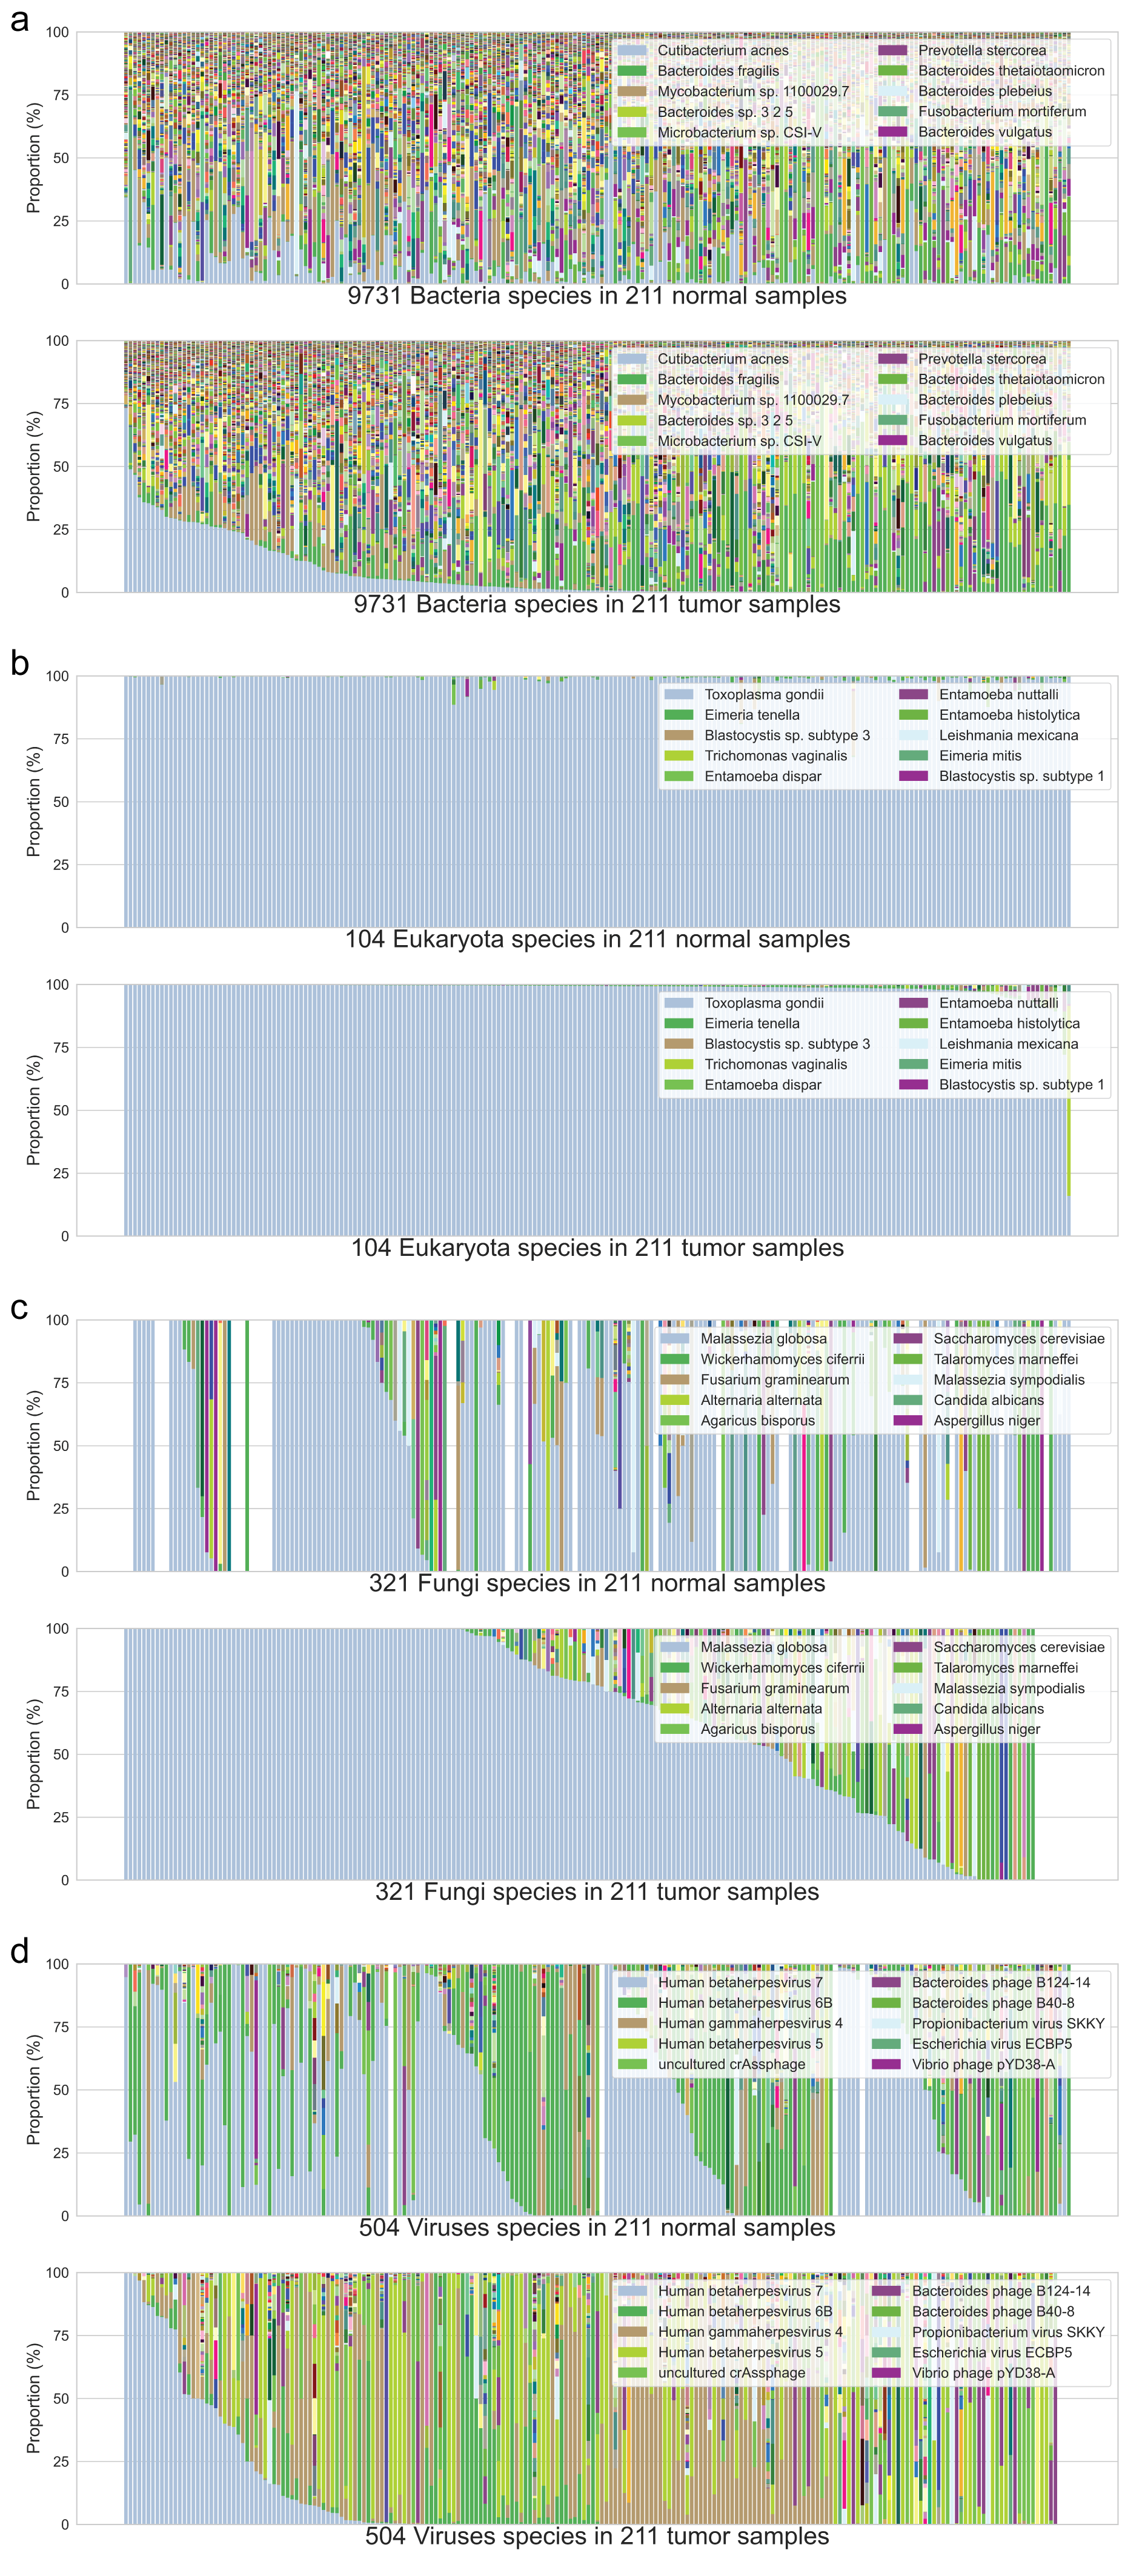 a
100
75
50
25
0
Proportion (%)
Cutibacterium acnes
Bacteroides fragilis
Mycobacterium sp. 1100029.7
Bacteroides sp. 3 2 5
Microbacterium sp. CSI-V
Prevotella stercorea
Bacteroides thetaiotaomicron
Bacteroides plebeius
Fusobacterium mortiferum
Bacteroides vulgatus
9731 Bacteria species in 211 normal samples
100
75
50
25
0
Proportion (%)
Cutibacterium acnes
Bacteroides fragilis
Mycobacterium sp. 1100029.7
Bacteroides sp. 3 2 5
Microbacterium sp. CSI-V
Prevotella stercorea
Bacteroides thetaiotaomicron
Bacteroides plebeius
Fusobacterium mortiferum
Bacteroides vulgatus
9731 Bacteria species in 211 tumor samples
b
100
75
50
25
0
Proportion (%)
Toxoplasma gondii
Eimeria tenella
Blastocystis sp. subtype 3
Trichomonas vaginalis
Entamoeba dispar
Entamoeba nuttalli
Entamoeba histolytica
Leishmania mexicana
Eimeria mitis
Blastocystis sp. subtype 1
104 Eukaryota species in 211 normal samples
100
75
50
25
0
Proportion (%)
Toxoplasma gondii
Eimeria tenella
Blastocystis sp. subtype 3
Trichomonas vaginalis
Entamoeba dispar
Entamoeba nuttalli
Entamoeba histolytica
Leishmania mexicana
Eimeria mitis
Blastocystis sp. subtype 1
104 Eukaryota species in 211 tumor samples
c
100
75
50
25
0
Proportion (%)
Malassezia globosa
Wickerhamomyces ciferrii
Fusarium graminearum
Alternaria alternata
Agaricus bisporus
Saccharomyces cerevisiae
Talaromyces marneffei
Malassezia sympodialis
Candida albicans
Aspergillus niger
321 Fungi species in 211 normal samples
100
75
50
25
0
Proportion (%)
Malassezia globosa
Wickerhamomyces ciferrii
Fusarium graminearum
Alternaria alternata
Agaricus bisporus
Saccharomyces cerevisiae
Talaromyces marneffei
Malassezia sympodialis
Candida albicans
Aspergillus niger
321 Fungi species in 211 tumor samples
d
100
75
50
25
0
Proportion (%)
Human betaherpesvirus 7
Human betaherpesvirus 6B
Human gammaherpesvirus 4
Human betaherpesvirus 5
uncultured crAssphage
Bacteroides phage B124-14
Bacteroides phage B40-8
Propionibacterium virus SKKY
Escherichia virus ECBP5
Vibrio phage pYD38-A
504 Viruses species in 211 normal samples
100
75
50
25
0
Proportion (%)
Human betaherpesvirus 7
Human betaherpesvirus 6B
Human gammaherpesvirus 4
Human betaherpesvirus 5
uncultured crAssphage
Bacteroides phage B124-14
Bacteroides phage B40-8
Propionibacterium virus SKKY
Escherichia virus ECBP5
Vibrio phage pYD38-A
504 Viruses species in 211 tumor samples